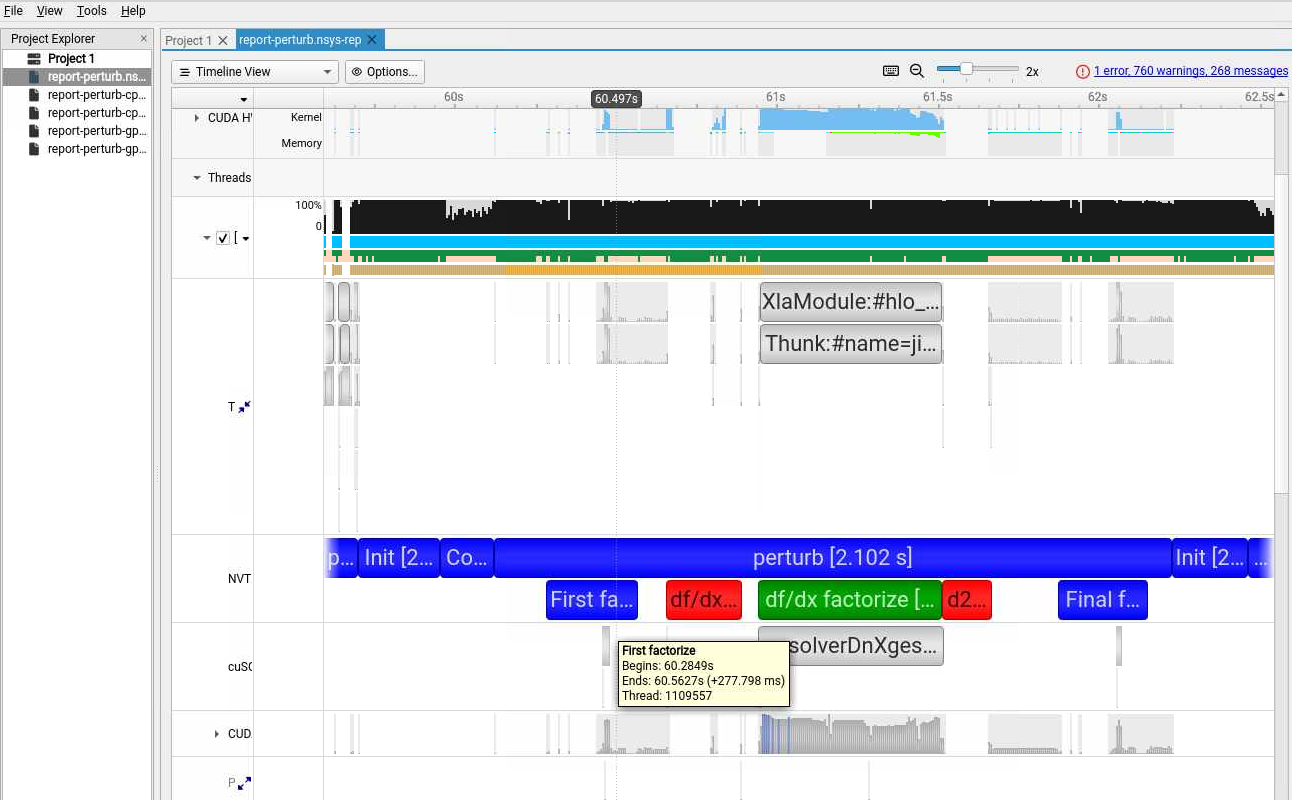 File View Tools Help
Project Explorer ×
Project 1
report-perturb.ns...
report-perturb-cp...
report-perturb-cp...
report-perturb-gp...
report-perturb-gp...
Project 1 × report-perturb.nsys-rep ×
Timeline View Options... 2x 1 error, 760 warnings, 268 messages
60s 60.497s 61s 61.5s 62s 62.5s
CUDA H Kernel
Memory
Threads
100%
0
[
XlaModule:#hlo_...
Thunk:#name=ji...
T
p... Init [2... Co... perturb [2.102 s] Init [2... ...
NVT
First fa... df/dx... df/dx factorize [... d2... Final f...
cuSO solverDnXges...
First factorize
Begins: 60.2849s
Ends: 60.5627s (+277.798 ms)
Thread: 1109557
CUD
P